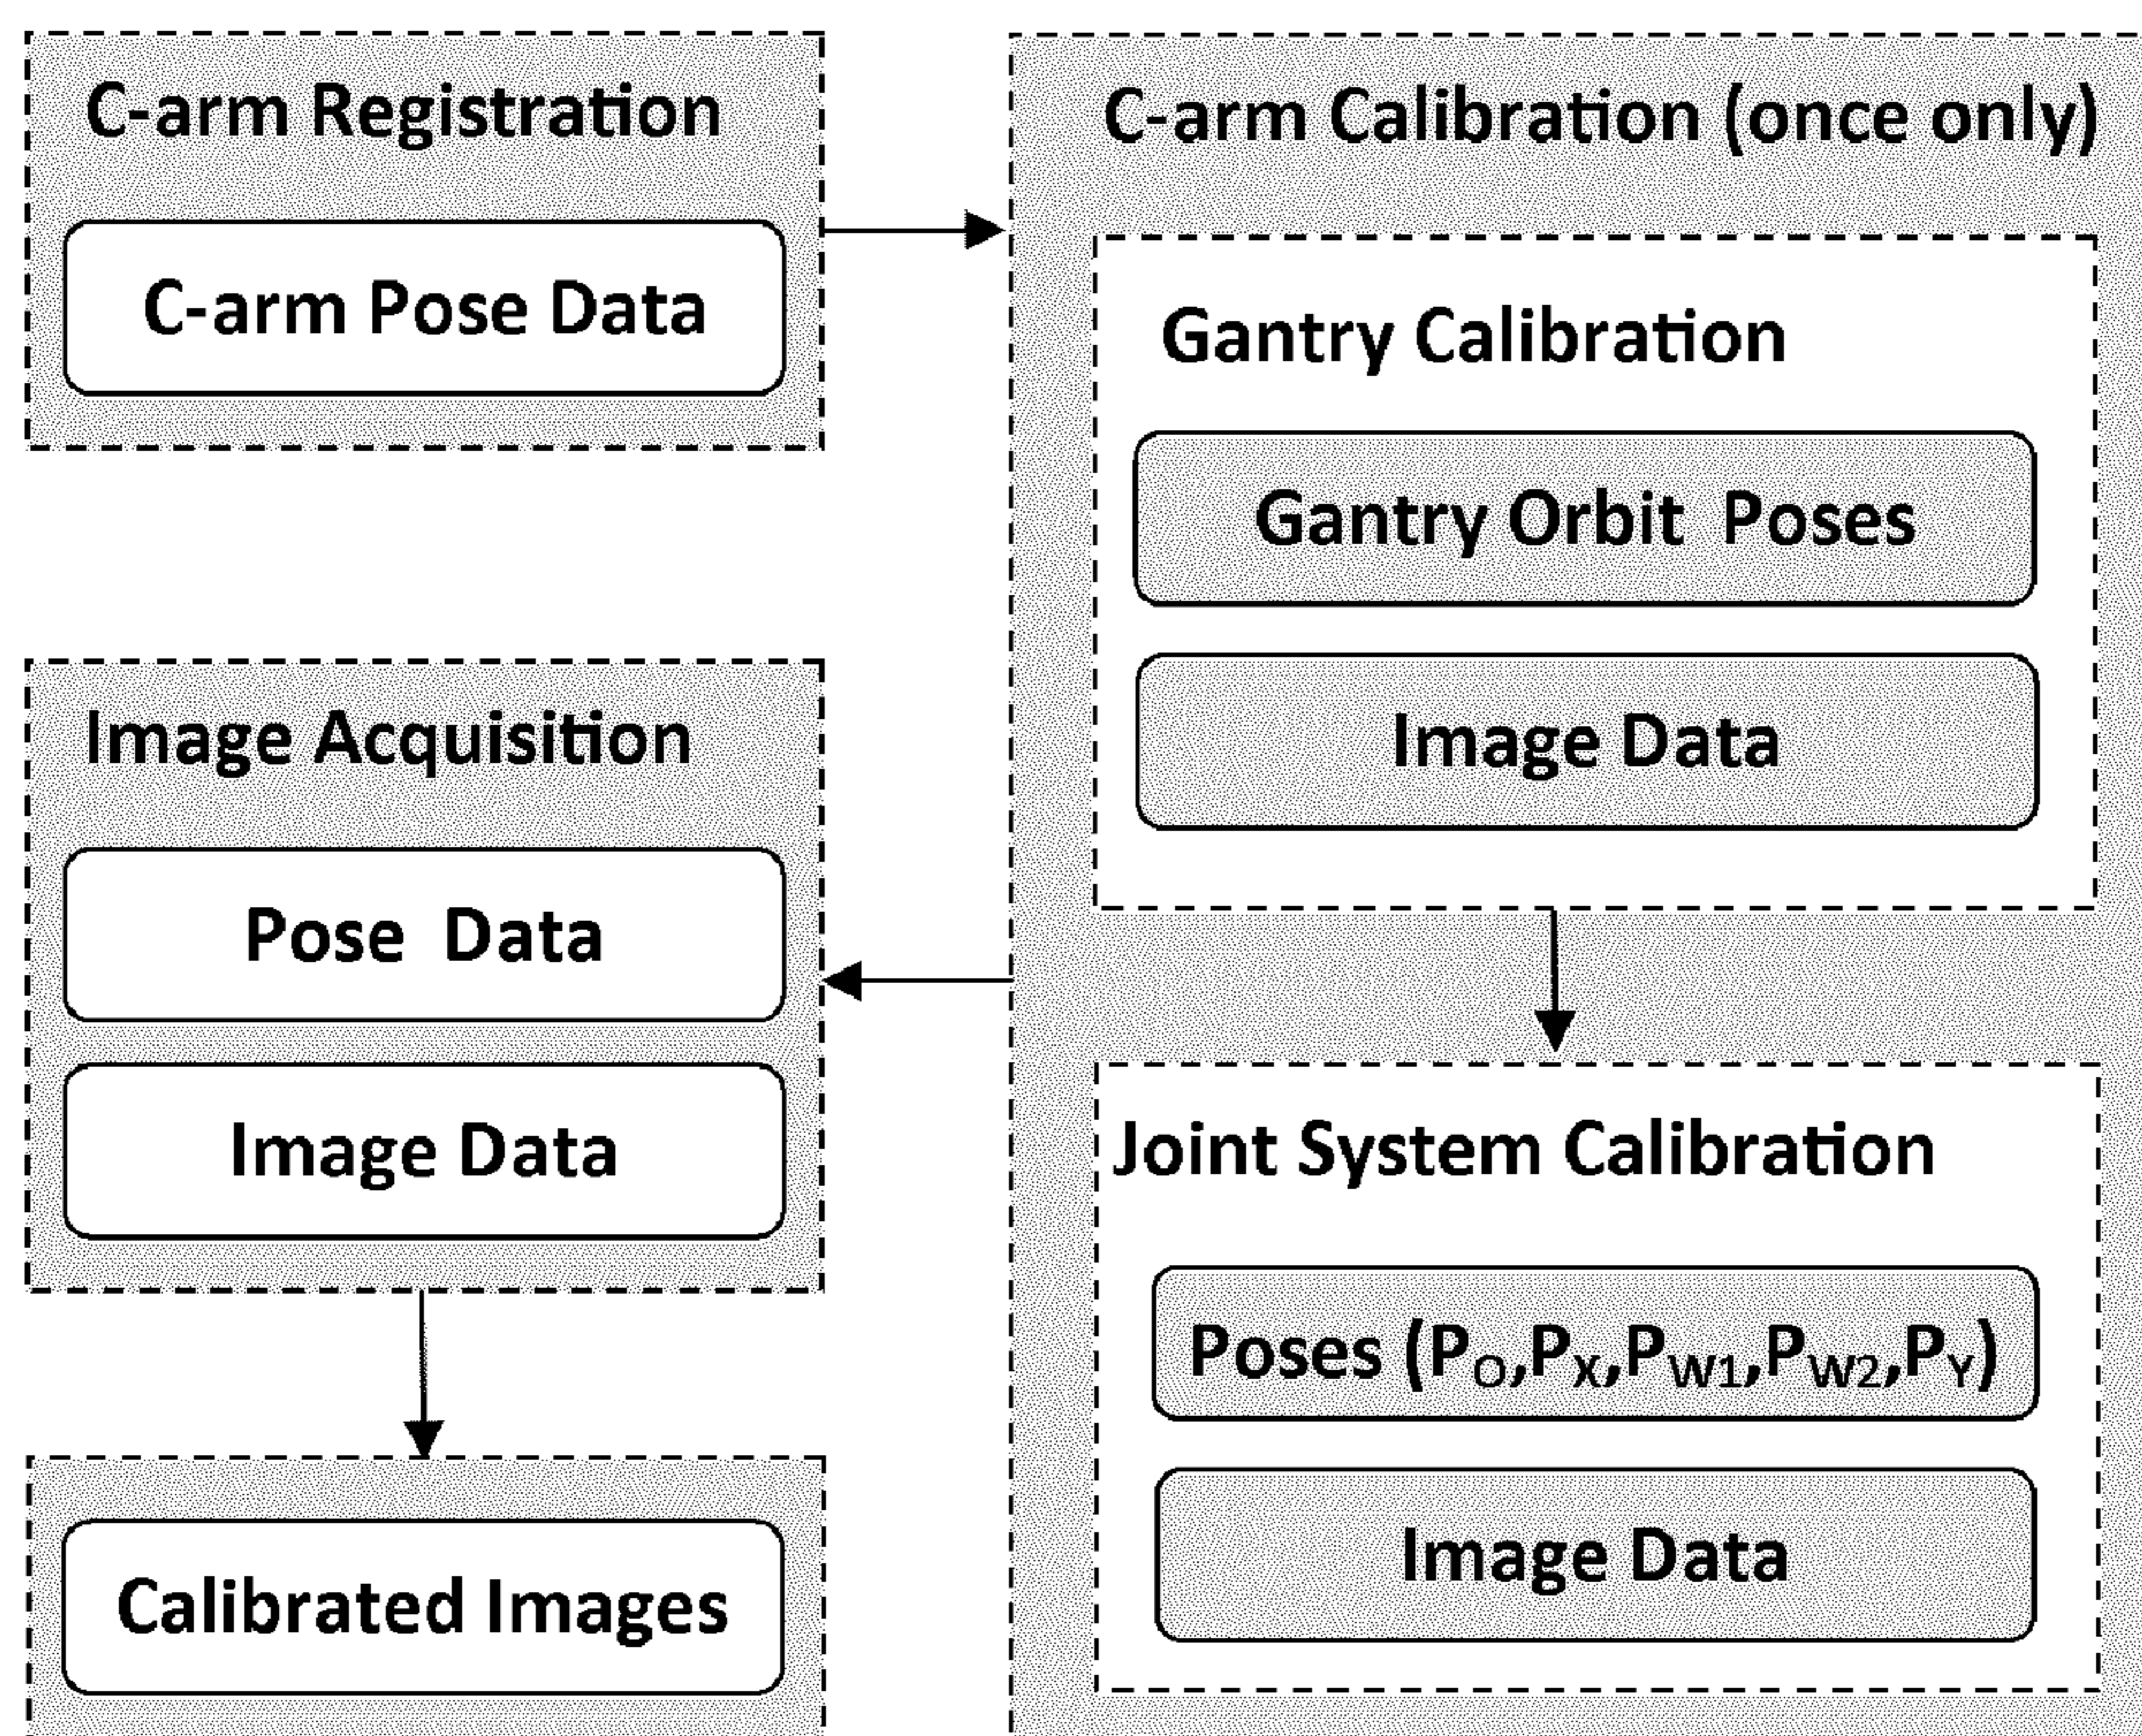 C-arm Registration
C-arm Pose Data
C-arm Calibration (once only)
Gantry Calibration
Gantry Orbit Poses
Image Data
Joint System Calibration
Poses (PO,PX,PW1,PW2,PY)
Image Data
Image Acquisition
Pose Data
Image Data
Calibrated Images